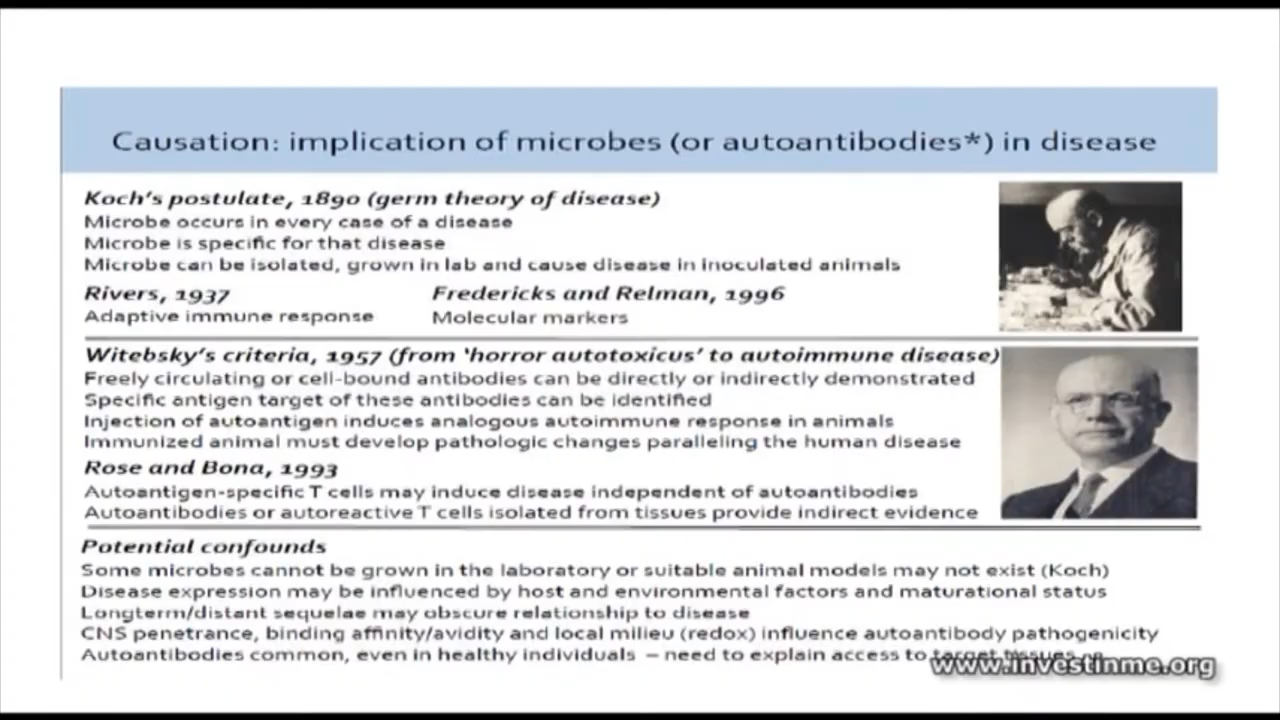 Causation: implication of microbes (or autoantibodies*) in disease
Koch's postulate, 1890 (germ theory of disease)
Microbe occurs in every case of a disease
Microbe is specific for that disease
Microbe can be isolated, grown in lab and cause disease in inoculated animals
Rivers, 1937 Fredericks and Relman, 1996
Adaptive immune response Molecular markers
Witebsky's criteria, 1957 (from 'horror autotoxicus' to autoimmune disease)
Freely circulating or cell-bound antibodies can be directly or indirectly demonstrated
Specific antigen target of these antibodies can be identified
Injection of autoantigen induces analogous autoimmune response in animals
Immunized animal must develop pathologic changes paralleling the human disease
Rose and Bona, 1993
Autoantigen-specific T cells may induce disease independent of autoantibodies
Autoantibodies or autoreactive T cells isolated from tissues provide indirect evidence
Potential confounds
Some microbes cannot be grown in the laboratory or suitable animal models may not exist (Koch)
Disease expression may be influenced by host and environmental factors and maturational status
Longterm/distant sequelae may obscure relationship to disease
CNS penetrance, binding affinity/avidity and local milieu (redox) influence autoantibody pathogenicity
Autoantibodies common, even in healthy individuals – need to explain access to target tissues
www.investinme.org